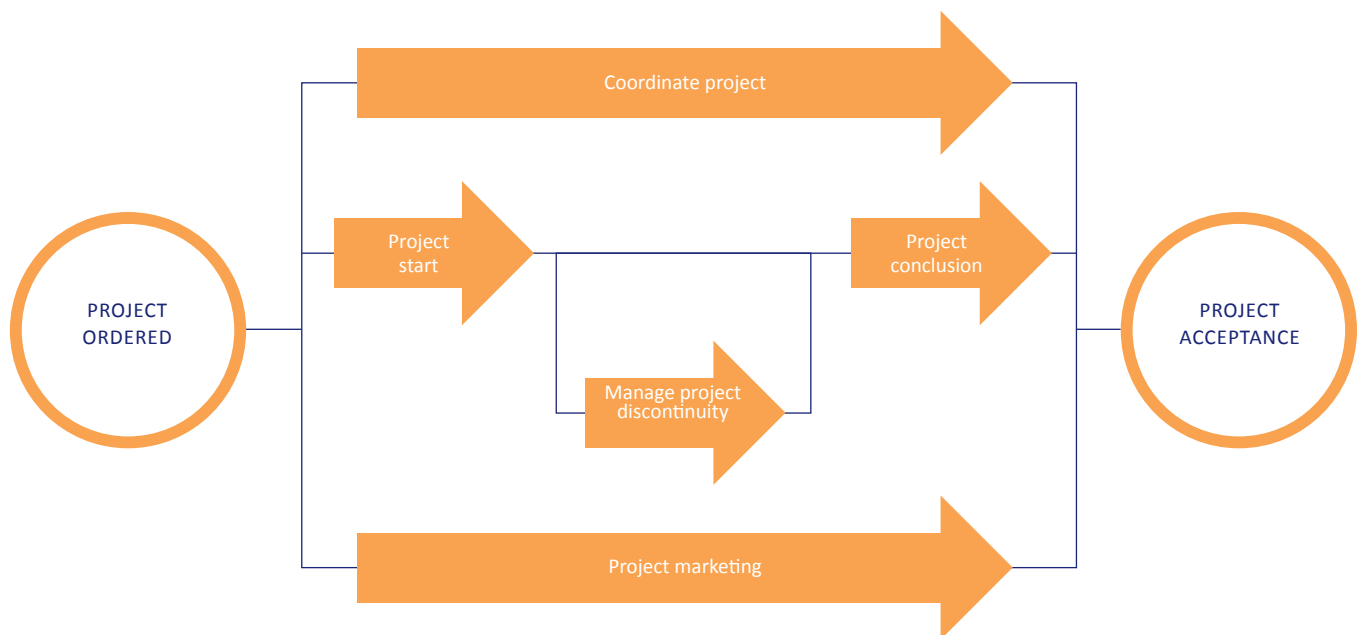 Coordinate project
Project
start
Project
conclusion
PROJECT
ORDERED
PROJECT
ACCEPTANCE
Manage project
discontinuity
Project marketing